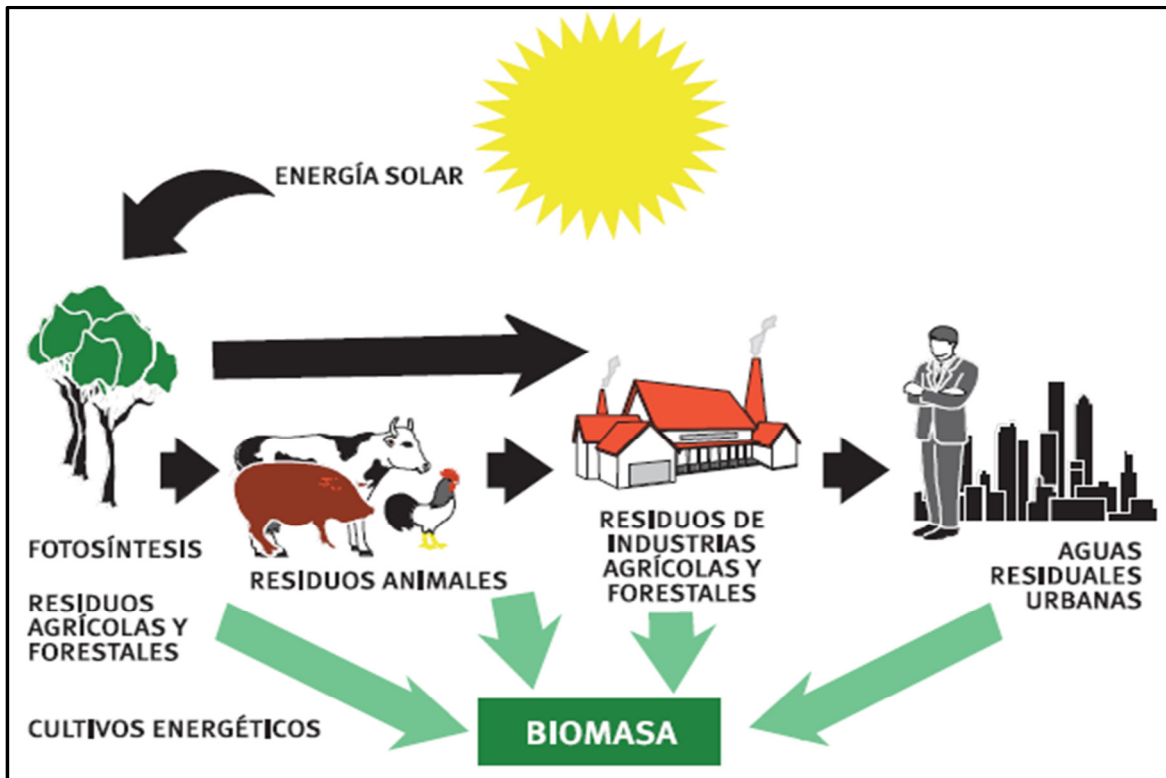 ENERGÍA SOLAR
FOTOSÍNTESIS
RESIDUOS
AGRÍCOLAS Y
FORESTALES
CULTIVOS ENERGÉTICOS
RESIDUOS ANIMALES
RESIDUOS DE
INDUSTRIAS
AGRÍCOLAS Y
FORESTALES
AGUAS
RESIDUALES
URBANAS
BIOMASA